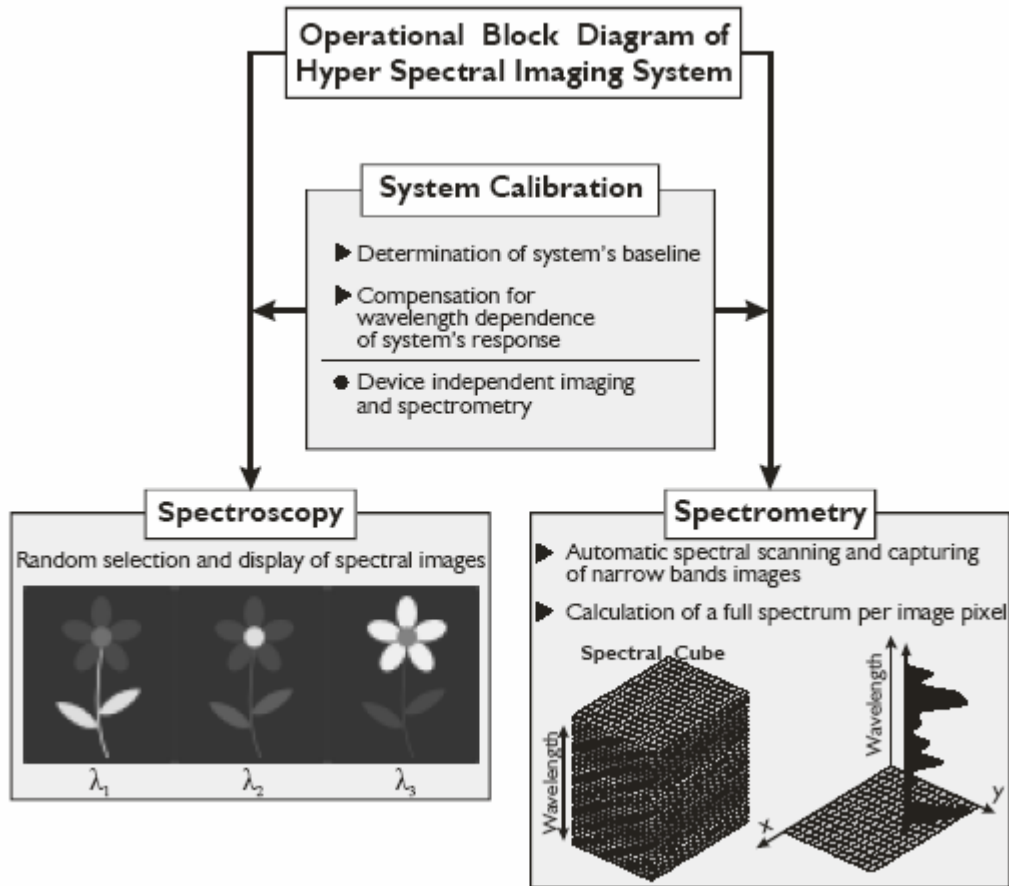 Operational Block Diagram of
Hyper Spectral Imaging System
System Calibration
Determination of system's baseline
Compensation for
wavelength dependence
of system's response
Device independent imaging
and spectrometry
Spectroscopy
Random selection and display of spectral images
λ₁ λ₂ λ₃
Spectrometry
Automatic spectral scanning and capturing
of narrow bands images
Calculation of a full spectrum per image pixel
Spectral Cube
Wavelength
Wavelength
x
y